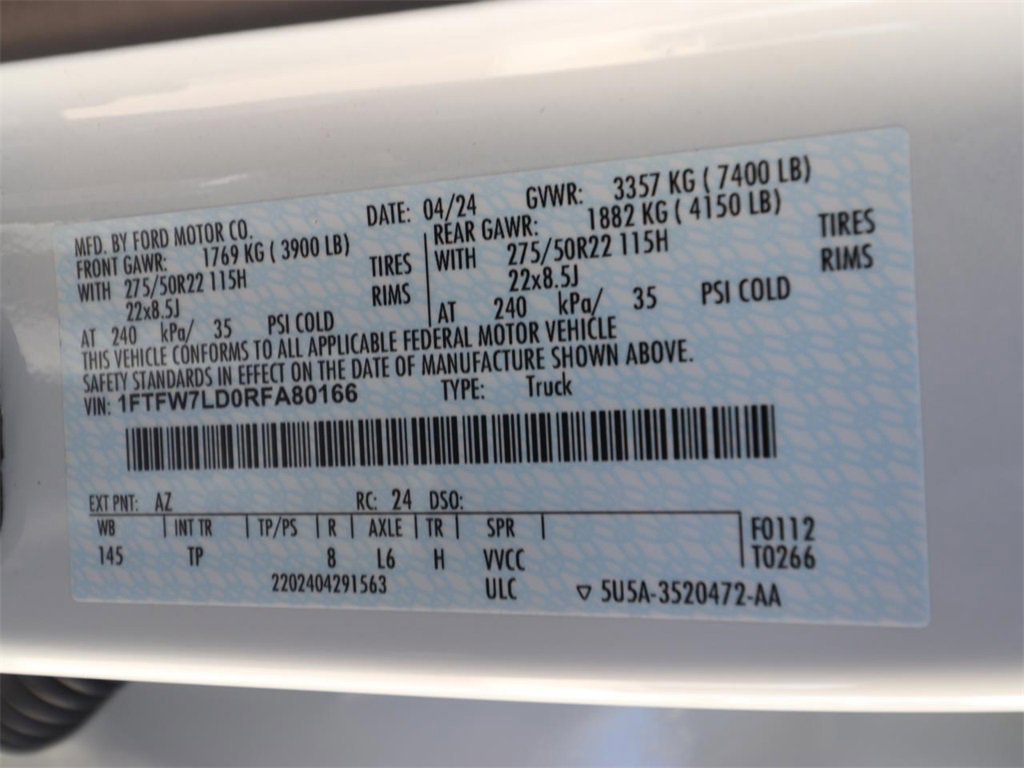 MFD. BY FORD MOTOR CO. DATE: 04/24 GVWR: 3357 KG ( 7400 LB)
FRONT GAWR: 1769 KG ( 3900 LB) REAR GAWR: 1882 KG ( 4150 LB)
WITH 275/50R22 115H TIRES WITH 275/50R22 115H TIRES
22x8.5J RIMS 22x8.5J RIMS
AT 240 kPa/ 35 PSI COLD AT 240 kPa/ 35 PSI COLD
THIS VEHICLE CONFORMS TO ALL APPLICABLE FEDERAL MOTOR VEHICLE
SAFETY STANDARDS IN EFFECT ON THE DATE OF MANUFACTURE SHOWN ABOVE.
VIN: 1FTFW7LD0RFA80166 TYPE: Truck
EXT PNT: AZ RC: 24 DSO:
WB INT TR TP/PS R AXLE TR SPR F0112
145 TP 8 L6 H VVCC T0266
2202404291563 ULC ▽ 5U5A-3520472-AA